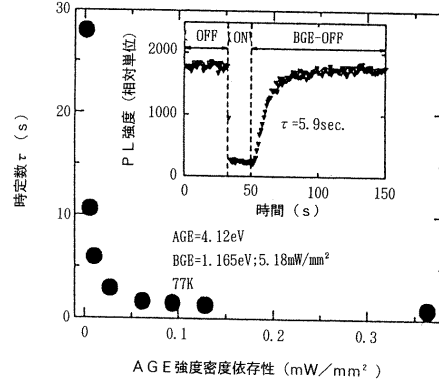 時定数τ (s)
30
20
10
0
0
0.1
0.2
0.3
AGE強度密度依存性 (mW/mm²)
PL強度 (相対単位)
2000
1000
0
0
50
100
150
時間 (s)
OFF
ON
BGE-OFF
τ=5.9sec.
AGE=4.12eV
BGE=1.165eV;5.18mW/mm²
77K